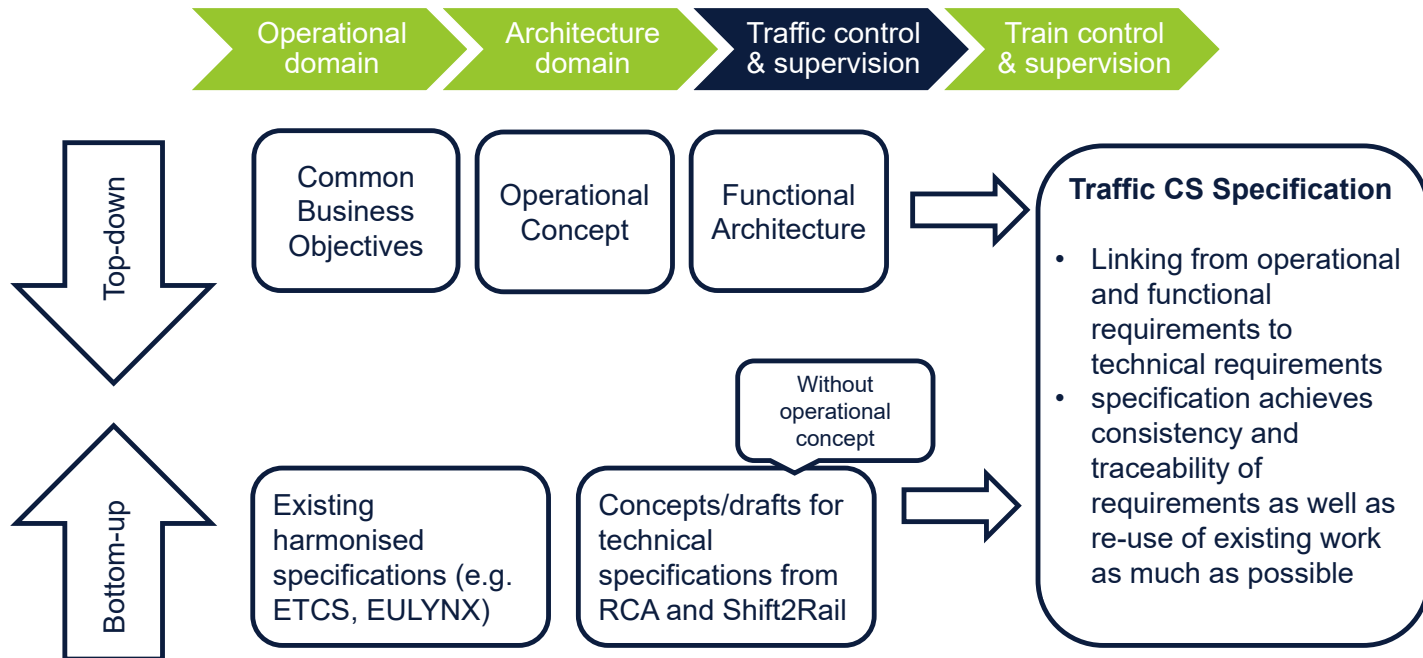 Operational
domain
Architecture
domain
Traffic control
& supervision
Train control
& supervision
Top-down
Common
Business
Objectives
Operational
Concept
Functional
Architecture
Traffic CS Specification
• Linking from operational
and functional
requirements to
technical requirements
• specification achieves
consistency and
traceability of
requirements as well as
re-use of existing work
as much as possible
Without
operational
concept
Bottom-up
Existing
harmonised
specifications (e.g.
ETCS, EULYNX)
Concepts/drafts for
technical
specifications from
RCA and Shift2Rail